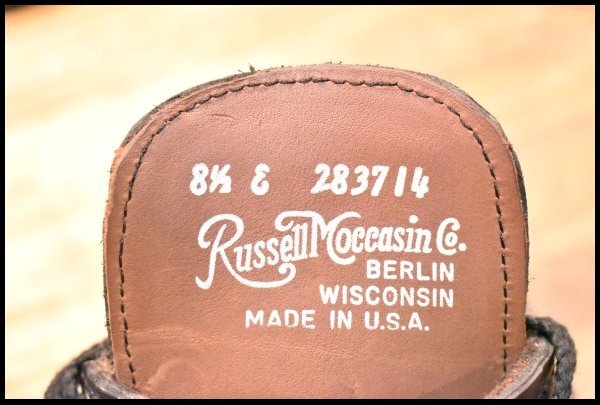 8½ E 283714
Russell Moccasin Co.
BERLIN
WISCONSIN
MADE IN U.S.A.